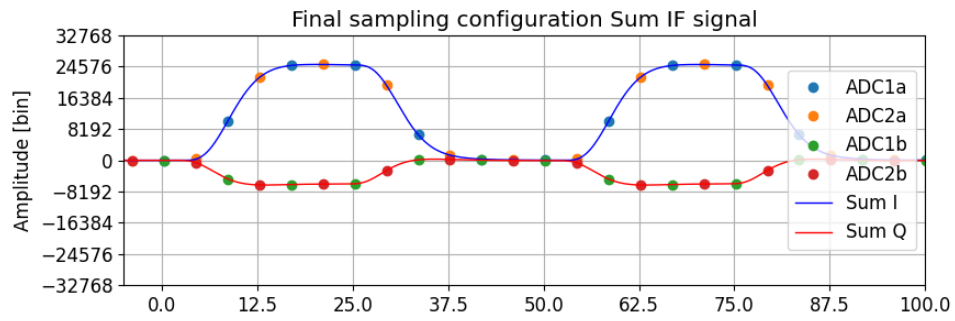 Final sampling configuration Sum IF signal
Amplitude [bin]
32768
24576
16384
8192
0
-8192
-16384
-24576
-32768
ADC1a
ADC2a
ADC1b
ADC2b
Sum I
Sum Q
0.0 12.5 25.0 37.5 50.0 62.5 75.0 87.5 100.0